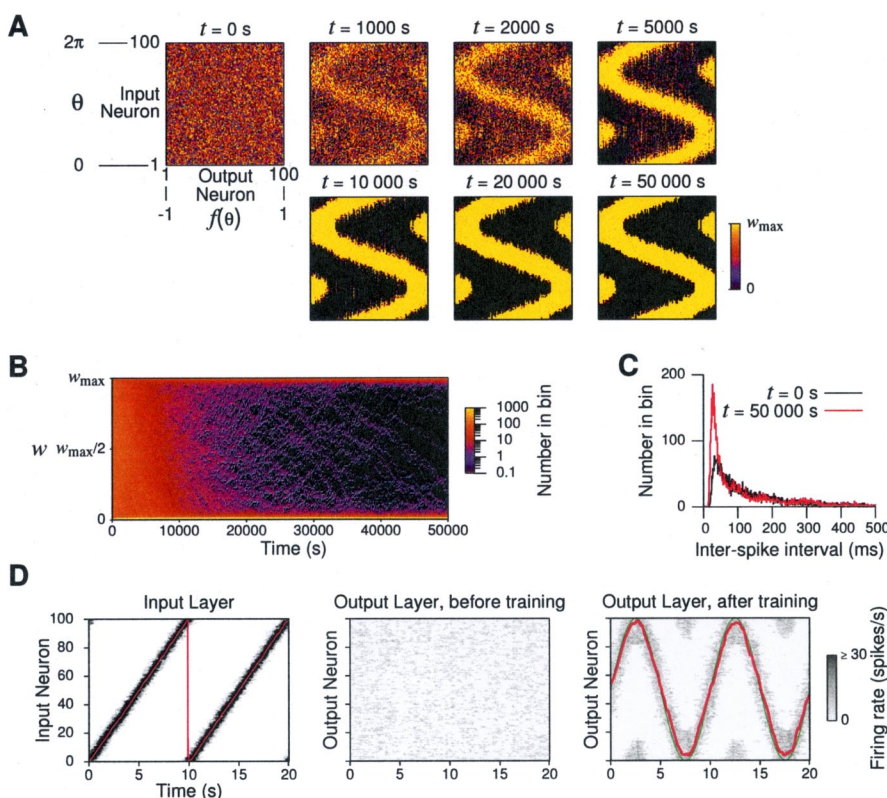 A
t = 0 s
t = 1000 s
t = 2000 s
t = 5000 s
2π
100
θ
Input
Neuron
0
1
1
Output
Neuron
100
-1
f(θ)
1
t = 10 000 s
t = 20 000 s
t = 50 000 s
wmax
0
B
wmax
w wmax/2
0
0 10000 20000 30000 40000 50000
Time (s)
1000
100
10
1
0.1
Number in bin
C
200
100
0
Number in bin
t = 0 s
t = 50 000 s
0 100 200 300 400 500
Inter-spike interval (ms)
D
Input Layer
Output Layer, before training
Output Layer, after training
100
80
60
40
20
0
Input Neuron
0 5 10 15 20
Time (s)
Output Neuron
0 5 10 15 20
Output Neuron
0 5 10 15 20
≥ 30
0
Firing rate (spikes/s)